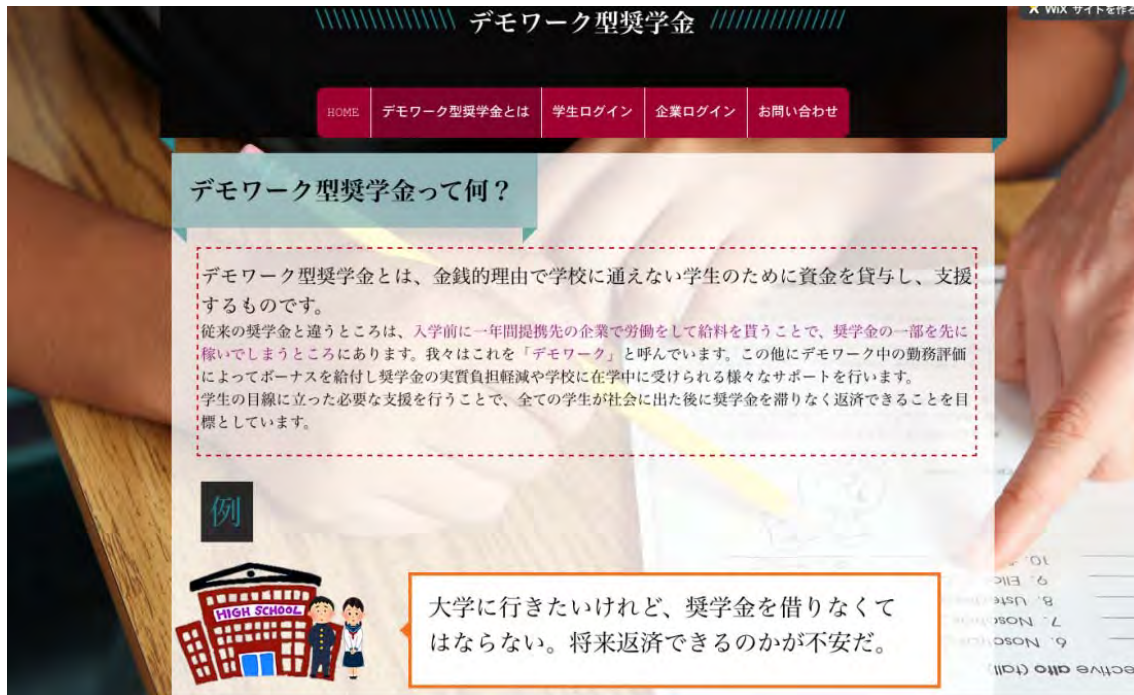 デモワーク型奨学金
WIX サイトを作
HOME
デモワーク型奨学金とは
学生ログイン
企業ログイン
お問い合わせ
デモワーク型奨学金って何？
デモワーク型奨学金とは、金銭的理由で学校に通えない学生のために資金を貸与し、支援
するものです。
従来の奨学金と違うところは、入学前に一年間提携先の企業で労働をして給料を貰うことで、奨学金の一部を先に
稼いでしまうところにあります。我々はこれを「デモワーク」と呼んでいます。この他にデモワーク中の勤務評価
によってボーナスを給付し奨学金の実質負担軽減や学校に在学中に受けられる様々なサポートを行います。
学生の目線に立った必要な支援を行うことで、全ての学生が社会に出た後に奨学金を滞りなく返済できることを目
標としています。
例
HIGH SCHOOL
大学に行きたいけれど、奨学金を借りなくて
はならない。将来返済できるのかが不安だ。
10.
9.
8.
7.
6.
alto (fall)